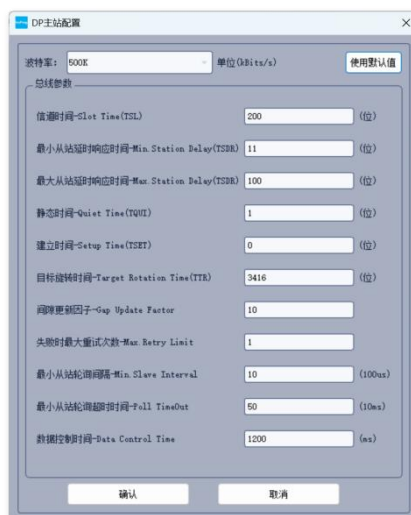 DP主站配置
波特率: 500K 单位(kBits/s) 使用默认值
总线参数
信道时间-Slot Time(TSL) 200 (位)
最小从站延时响应时间-Min.Station Delay(TSDR) 11 (位)
最大从站延时响应时间-Max.Station Delay(TSDR) 100 (位)
静态时间-Quiet Time(TQUI) 1 (位)
建立时间-Setup Time(TSET) 0 (位)
目标旋转时间-Target Rotation Time(TTR) 3416 (位)
间隙更新因子-Gap Update Factor 10
失败时最大重试次数-Max.Retry Limit 1
最小从站轮询间隔-Min.Slave Interval 10 (100us)
最小从站轮询超时时间-Poll TimeOut 50 (10ms)
数据控制时间-Data Control Time 1200 (ms)
确认 取消